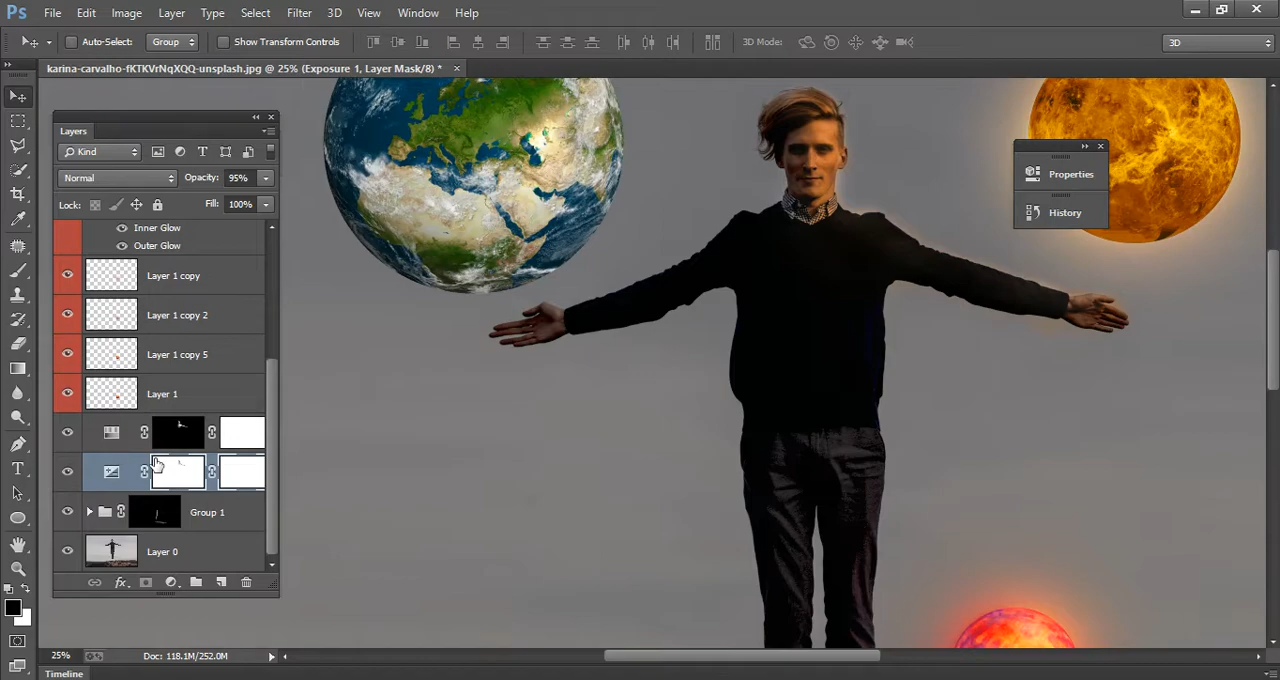 Ps File Edit Image Layer Type Select Filter 3D View Window Help
Auto-Select: Group Show Transform Controls 3D Mode: 3D
karina-carvalho-fKTKVrNqXQQ-unsplash.jpg @ 25% (Exposure 1, Layer Mask/8) *
Layers
Kind
Normal Opacity: 95%
Lock: Fill: 100%
Inner Glow
Outer Glow
Layer 1 copy
Layer 1 copy 2
Layer 1 copy 5
Layer 1
Group 1
Layer 0
fx
Properties
History
25% Doc: 118.1M/252.0M
Timeline